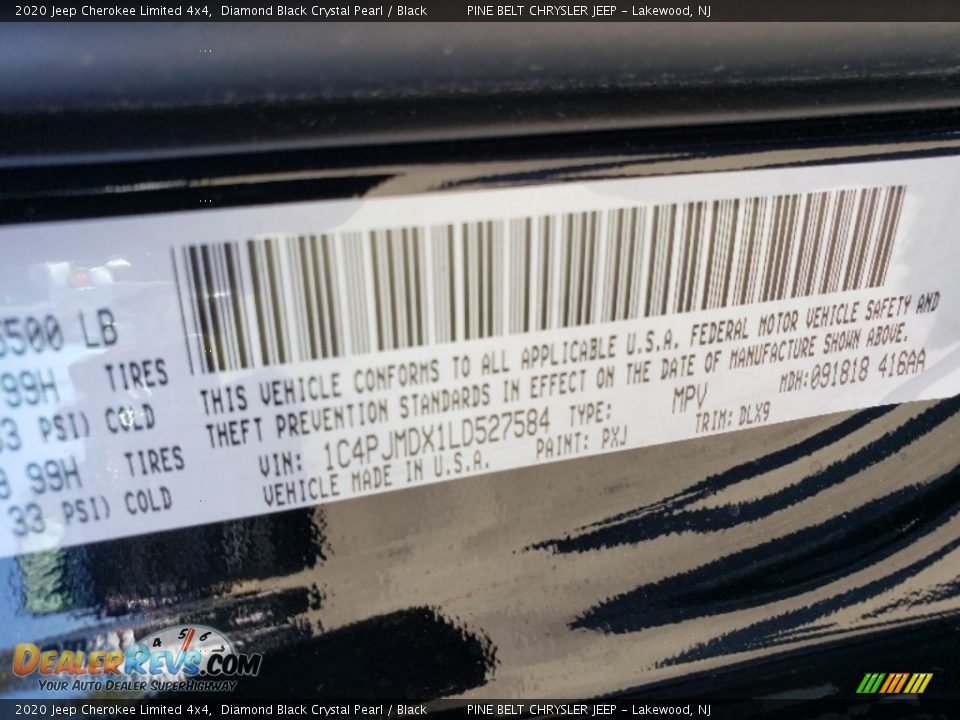 2020 Jeep Cherokee Limited 4x4, Diamond Black Crystal Pearl / Black PINE BELT CHRYSLER JEEP – Lakewood, NJ
500 LB
99H TIRES
PSI) COLD
99H TIRES
33 PSI) COLD
THIS VEHICLE CONFORMS TO ALL APPLICABLE U.S.A. FEDERAL MOTOR VEHICLE SAFETY AND
THEFT PREVENTION STANDARDS IN EFFECT ON THE DATE OF MANUFACTURE SHOWN ABOVE.
VIN: 1C4PJMDX1LD527584 TYPE: MPV MDH:091818 416AA
VEHICLE MADE IN U.S.A. PAINT: PXJ TRIM: DLX9
4 5 6
DEALERREVS.COM
YOUR AUTO DEALER SUPERHIGHWAY
2020 Jeep Cherokee Limited 4x4, Diamond Black Crystal Pearl / Black PINE BELT CHRYSLER JEEP – Lakewood, NJ